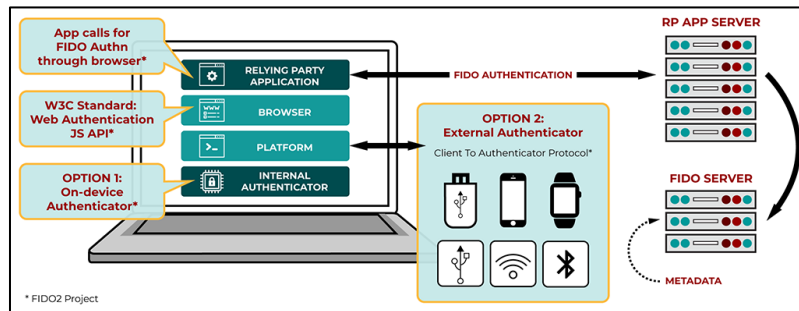 App calls for
FIDO Authn
through browser*
W3C Standard:
Web Authentication
JS API*
OPTION 1:
On-device
Authenticator*
RELYING PARTY
APPLICATION
BROWSER
PLATFORM
INTERNAL
AUTHENTICATOR
FIDO AUTHENTICATION
OPTION 2:
External Authenticator
Client To Authenticator Protocol*
RP APP SERVER
FIDO SERVER
METADATA
* FIDO2 Project